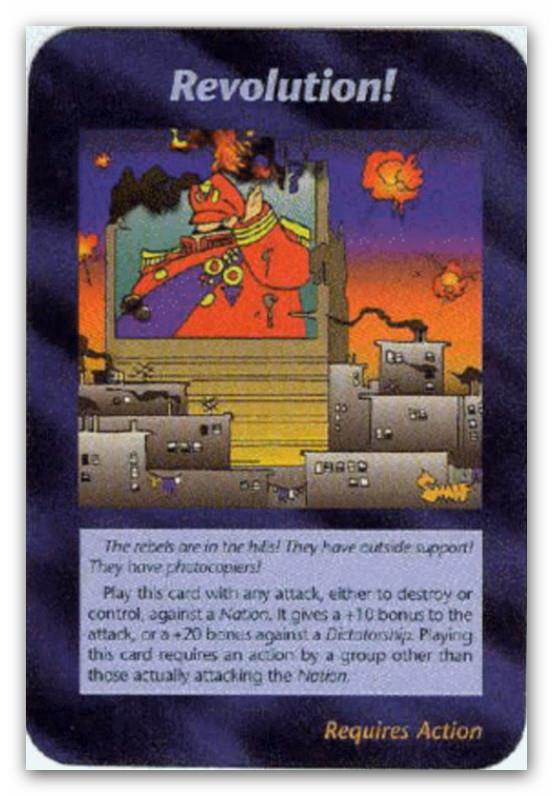 Revolution!
The rebels are in the hills! They have outside support!
They have photocopiers!
Play this card with any attack, either to destroy or
control, against a Nation. It gives a +10 bonus to the
attack, or a +20 bonus against a Dictatorship. Playing
this card requires an action by a group other than
those actually attacking the Nation.
Requires Action